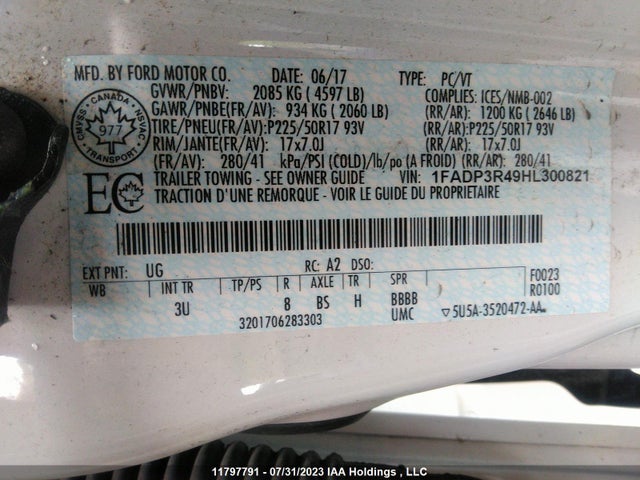 MFD. BY FORD MOTOR CO. DATE: 06/17 TYPE: PC/VT
GVWR/PNBV: 2085 KG ( 4597 LB) COMPLIES: ICES/NMB-002
GAWR/PNBE(FR/AV): 934 KG ( 2060 LB) (RR/AR): 1200 KG ( 2646 LB)
TIRE/PNEU(FR/AV):P225/50R17 93V (RR/AR):P225/50R17 93V
RIM/JANTE(FR/AV): 17x7.0J (RR/AR): 17x7.0J
(FR/AV): 280/41 kPa/PSI (COLD)/lb/po (A FROID) (RR/AR): 280/41
TRAILER TOWING - SEE OWNER GUIDE VIN: 1FADP3R49HL300821
TRACTION D'UNE REMORQUE - VOIR LE GUIDE DU PROPRIETAIRE
CANADA
CMVSS NSVAC
977
TRANSPORT
EC
EXT PNT: UG RC: A2 DSO:
WB INT TR TP/PS R AXLE TR SPR F0023
3U 8 BS H BBBB R0100
3201706283303 UMC ▽5U5A-3520472-AA
11797791 - 07/31/2023 IAA Holdings , LLC